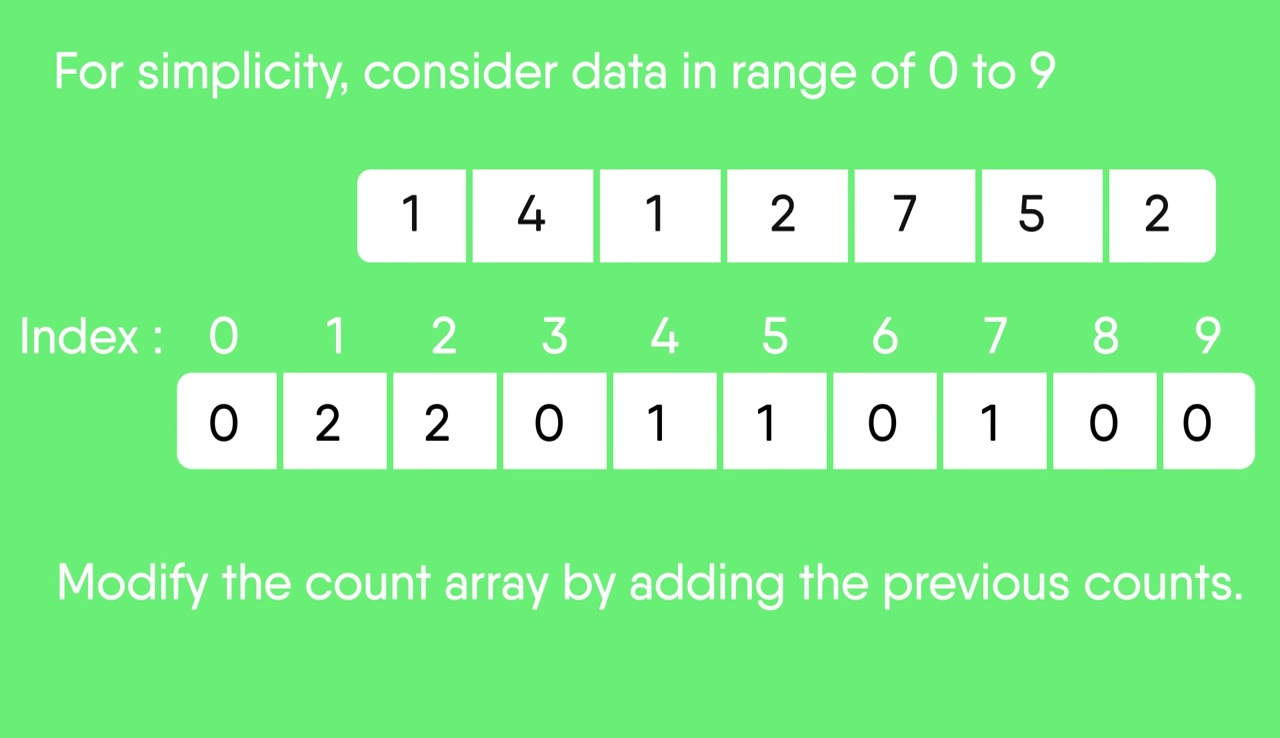 For simplicity, consider data in range of 0 to 9
1 4 1 2 7 5 2
Index : 0 1 2 3 4 5 6 7 8 9
0 2 2 0 1 1 0 1 0 0
Modify the count array by adding the previous counts.